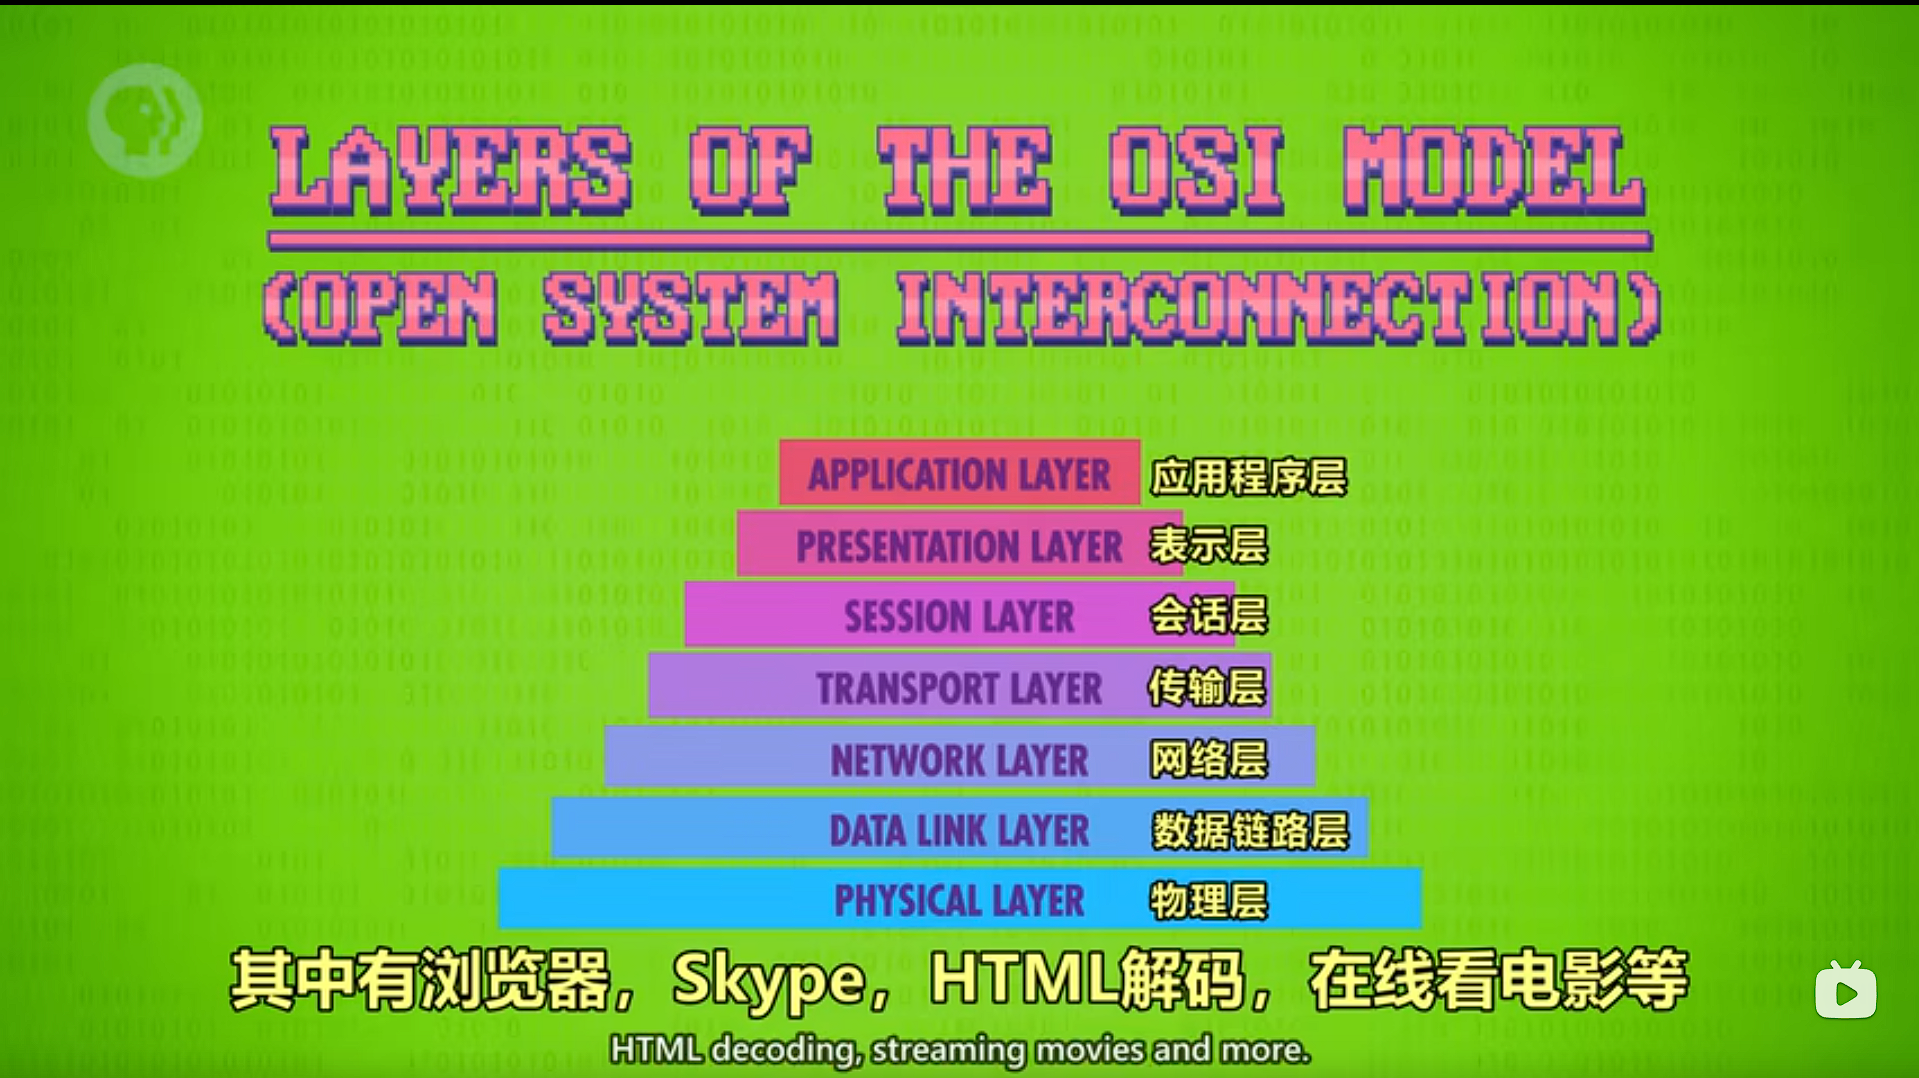 LAYERS OF THE OSI MODEL
(OPEN SYSTEM INTERCONNECTION)
APPLICATION LAYER 应用程序层
PRESENTATION LAYER 表示层
SESSION LAYER 会话层
TRANSPORT LAYER 传输层
NETWORK LAYER 网络层
DATA LINK LAYER 数据链路层
PHYSICAL LAYER 物理层
其中有浏览器，Skype，HTML解码，在线看电影等
HTML decoding, streaming movies and more.